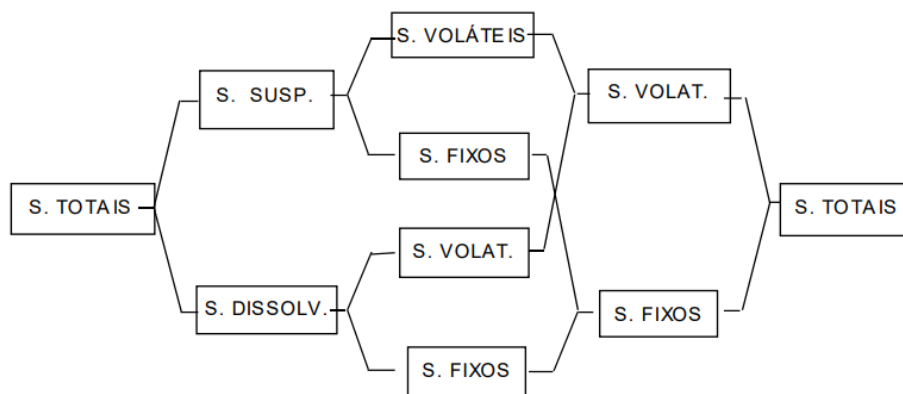 S. VOLÁTEIS
S. SUSP.
S. VOLAT.
S. FIXOS
S. TOTAIS
S. TOTAIS
S. VOLAT.
S. DISSOLV.
S. FIXOS
S. FIXOS